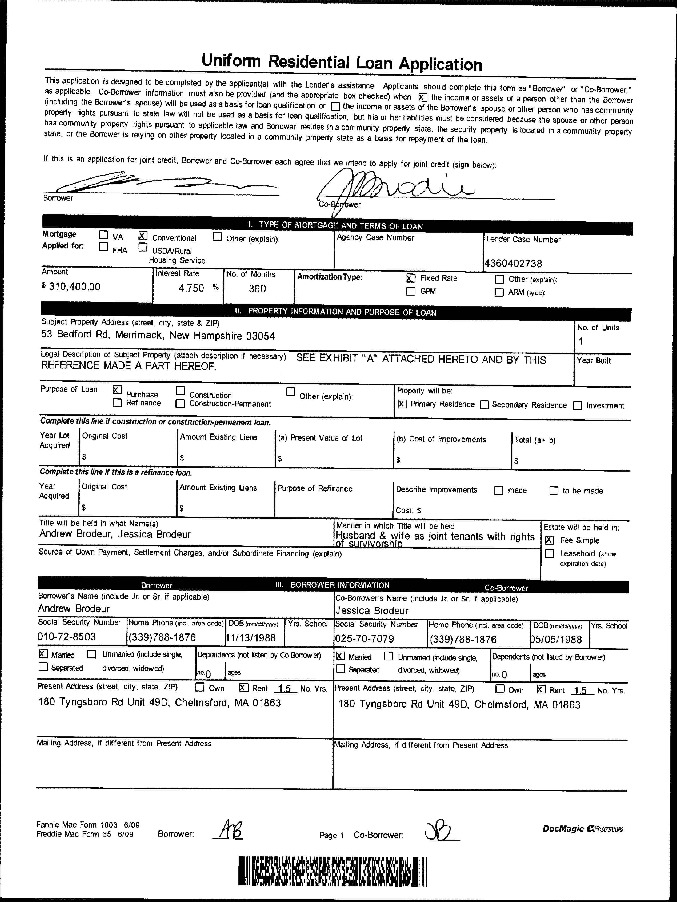 Uniform Residential Loan Application
This application is designed to be completed by the applicant(s) with the Lender's assistance. Applicants should complete this form as "Borrower" or "Co-Borrower,"
as applicable. Co-Borrower information must also be provided (and the appropriate box checked) when [X] the income or assets of a person other than the Borrower
(including the Borrower's spouse) will be used as a basis for loan qualification or [ ] the income or assets of the Borrower's spouse or other person who has community
property rights pursuant to state law will not be used as a basis for loan qualification, but his or her liabilities must be considered because the spouse or other person
has community property rights pursuant to applicable law and Borrower resides in a community property state, the security property is located in a community property
state, or the Borrower is relying on other property located in a community property state as a basis for repayment of the loan.
If this is an application for joint credit, Borrower and Co-Borrower each agree that we intend to apply for joint credit (sign below):
Borrower Co-Borrower
I. TYPE OF MORTGAGE AND TERMS OF LOAN
Mortgage Applied for: [ ] VA [X] Conventional [ ] Other (explain): Agency Case Number Lender Case Number
[ ] FHA [ ] USDA/Rural Housing Service 4360402738
Amount Interest Rate No. of Months Amortization Type: [X] Fixed Rate [ ] Other (explain):
$ 310,400.00 4.750 % 360 [ ] GPM [ ] ARM (type):
II. PROPERTY INFORMATION AND PURPOSE OF LOAN
Subject Property Address (street, city, state & ZIP) No. of Units
53 Bedford Rd, Merrimack, New Hampshire 03054 1
Legal Description of Subject Property (attach description if necessary) SEE EXHIBIT "A" ATTACHED HERETO AND BY THIS Year Built
REFERENCE MADE A PART HEREOF.
Purpose of Loan [X] Purchase [ ] Construction [ ] Other (explain): Property will be:
[ ] Refinance [ ] Construction-Permanent [X] Primary Residence [ ] Secondary Residence [ ] Investment
Complete this line if construction or construction-permanent loan.
Year Lot Acquired Original Cost Amount Existing Liens (a) Present Value of Lot (b) Cost of Improvements Total (a+ b)
$ $ $ $ $
Complete this line if this is a refinance loan.
Year Acquired Original Cost Amount Existing Liens Purpose of Refinance Describe Improvements [ ] made [ ] to be made
$ $ Cost: $
Title will be held in what Name(s) Manner in which Title will be held Estate will be held in:
Andrew Brodeur, Jessica Brodeur Husband & wife as joint tenants with rights of survivorship [X] Fee Simple
Source of Down Payment, Settlement Charges, and/or Subordinate Financing (explain) [ ] Leasehold (show expiration date)
Borrower III. BORROWER INFORMATION Co-Borrower
Borrower's Name (include Jr. or Sr. if applicable) Co-Borrower's Name (include Jr. or Sr. if applicable)
Andrew Brodeur Jessica Brodeur
Social Security Number Home Phone (incl. area code) DOB (mm/dd/yyyy) Yrs. School Social Security Number Home Phone (incl. area code) DOB (mm/dd/yyyy) Yrs. School
010-72-8503 (339)788-1876 11/13/1988 025-70-7079 (339)788-1876 05/05/1988
[X] Married [ ] Unmarried (include single, Dependents (not listed by Co-Borrower) [X] Married [ ] Unmarried (include single, Dependents (not listed by Borrower)
[ ] Separated divorced, widowed) no. 0 ages [ ] Separated divorced, widowed) no. 0 ages
Present Address (street, city, state, ZIP) [ ] Own [X] Rent 1.5 No. Yrs. Present Address (street, city, state, ZIP) [ ] Own [X] Rent 1.5 No. Yrs.
180 Tyngsboro Rd Unit 49D, Chelmsford, MA 01863 180 Tyngsboro Rd Unit 49D, Chelmsford, MA 01863
Mailing Address, if different from Present Address Mailing Address, if different from Present Address
Fannie Mae Form 1003 6/09
Freddie Mac Form 65 6/09 Borrower: AB Page 1 Co-Borrower: JB DocMagic